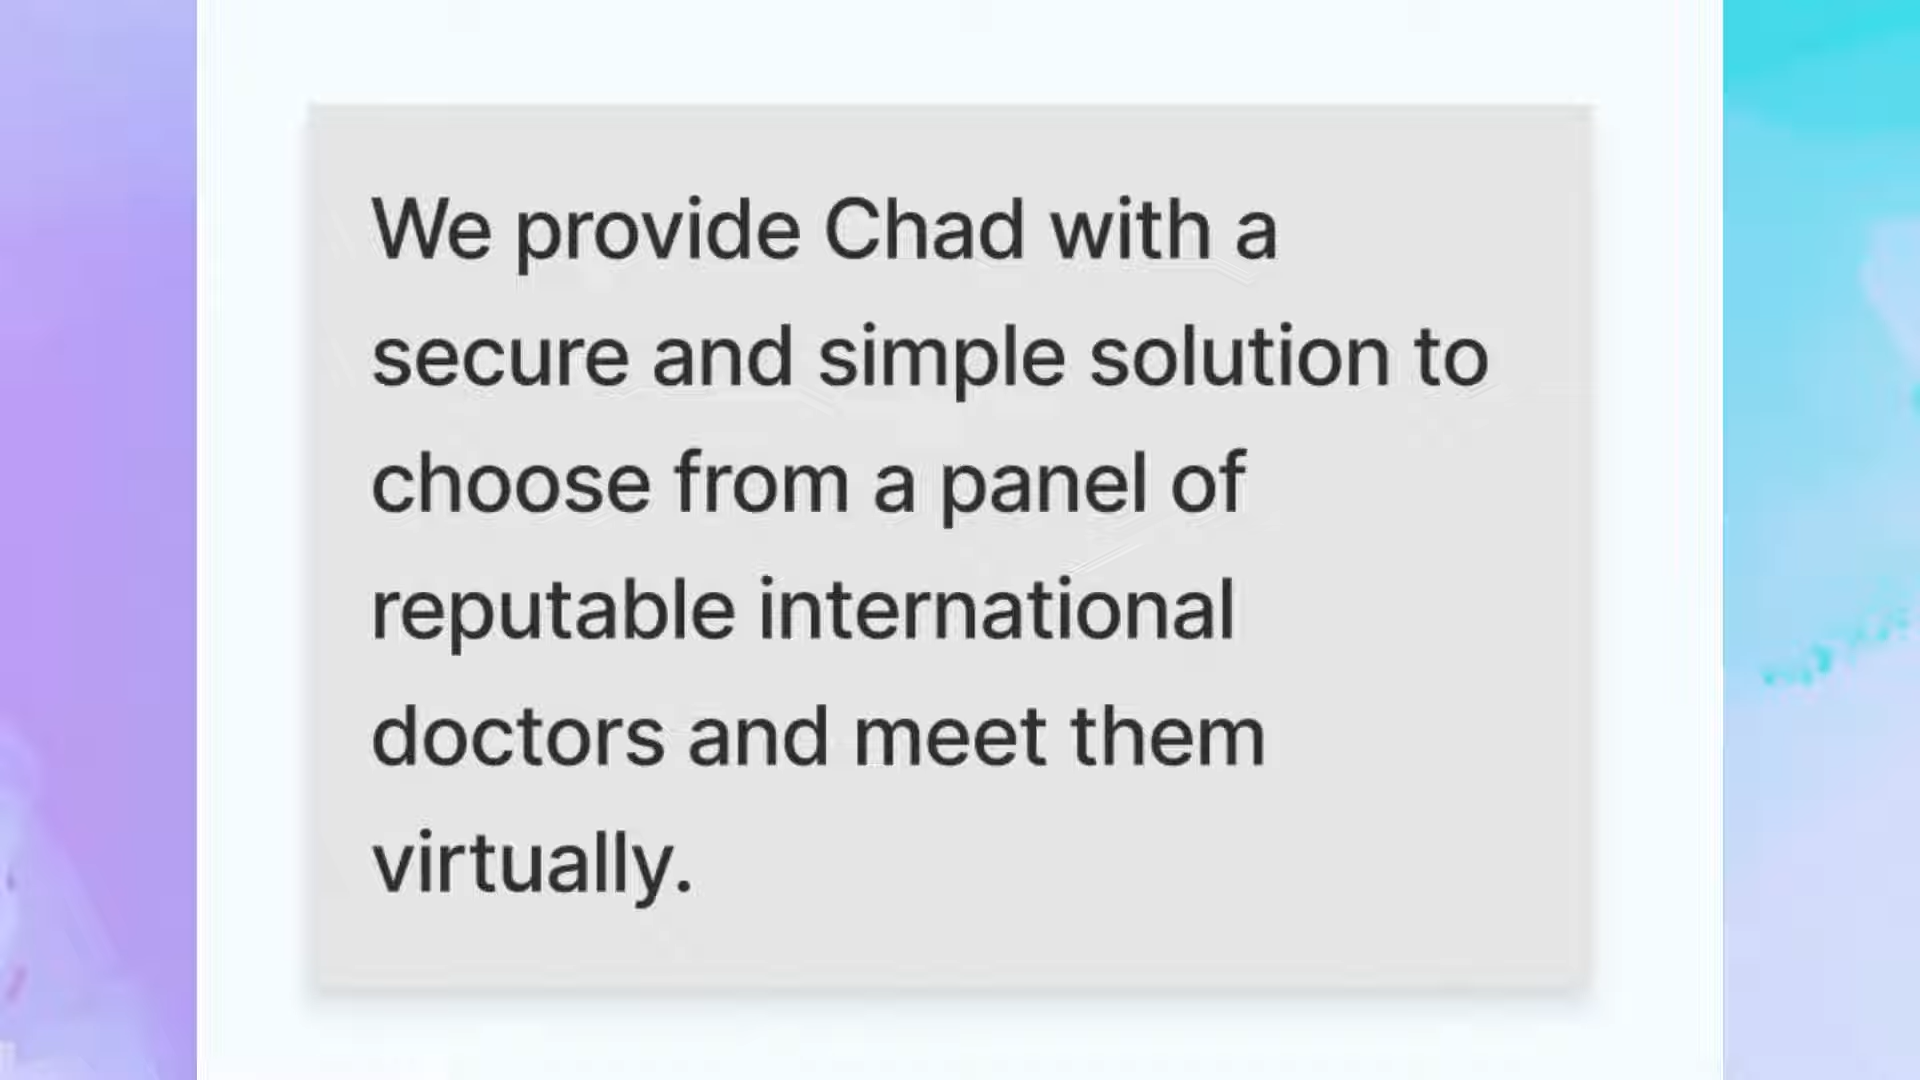 We provide Chad with a
secure and simple solution to
choose from a panel of
reputable international
doctors and meet them
virtually.